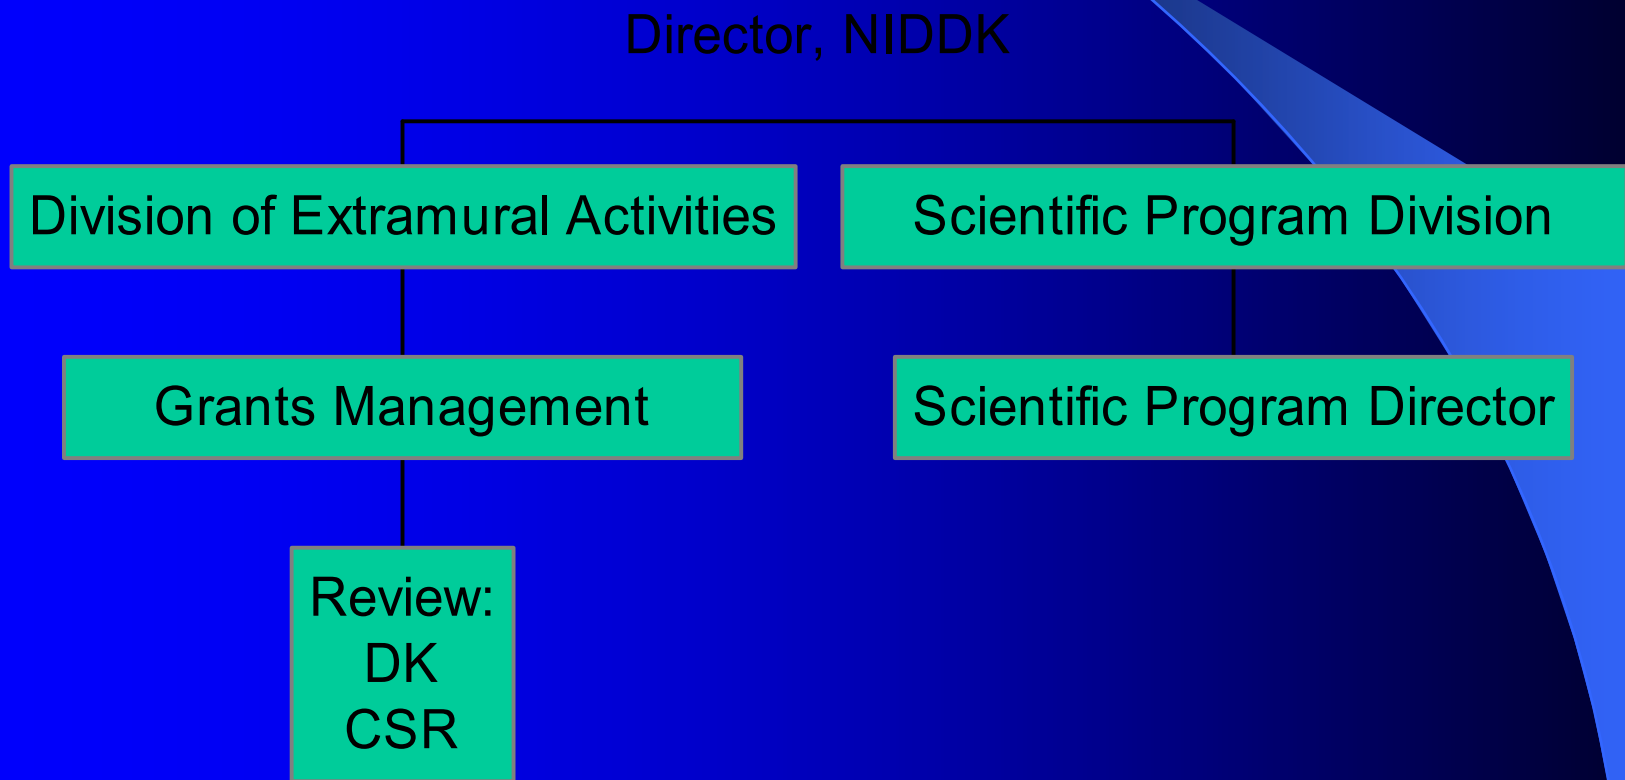 Director, NIDDK
Division of Extramural Activities
Scientific Program Division
Grants Management
Scientific Program Director
Review:
DK
CSR